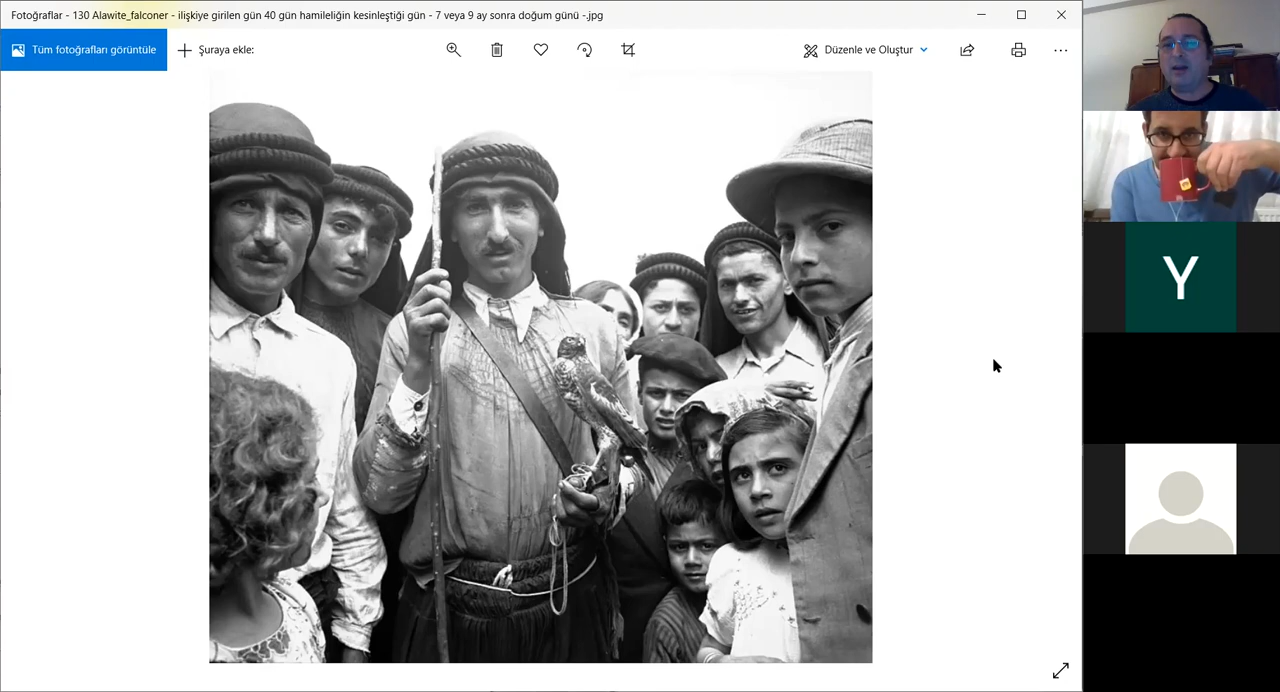 Fotoğraflar - 130 Alawite_falconer - ilişkiye girilen gün 40 gün hamileliğin kesinleştiği gün - 7 veya 9 ay sonra doğum günü -.jpg
Tüm fotoğrafları görüntüle
Şuraya ekle:
Düzenle ve Oluştur
Y